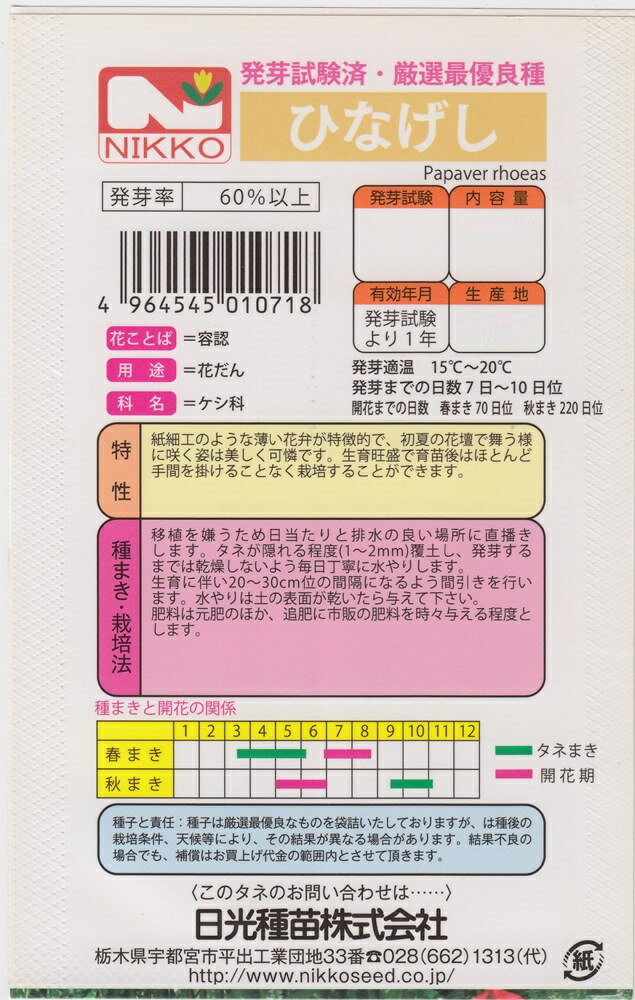 発芽試験済・厳選最優良種
NIKKO
ひなげし
Papaver rhoeas
発芽率 60%以上
発芽試験 内容量
4 964545 010718
有効年月 生産地
発芽試験
より1年
花ことば =容認
用途 =花だん
科名 =ケシ科
発芽適温 15℃~20℃
発芽までの日数7日~10日位
開花までの日数 春まき70日位 秋まき220日位
特性
紙細工のような薄い花弁が特徴的で、初夏の花壇で舞う様
に咲く姿は美しく可憐です。生育旺盛で育苗後はほとんど
手間を掛けることなく栽培することができます。
種まき・栽培法
移植を嫌うため日当たりと排水の良い場所に直播き
します。タネが隠れる程度(1~2mm)覆土し、発芽する
までは乾燥しないよう毎日丁寧に水やりします。
生育に伴い20~30cm位の間隔になるよう間引きを行い
ます。水やりは土の表面が乾いたら与えて下さい。
肥料は元肥のほか、追肥に市販の肥料を時々与える程度と
します。
種まきと開花の関係
1 2 3 4 5 6 7 8 9 10 11 12
春まき
秋まき
タネまき
開花期
種子と責任:種子は厳選最優良なものを袋詰いたしておりますが、は種後の
栽培条件、天候等により、その結果が異なる場合があります。結果不良の
場合でも、補償はお買上げ代金の範囲内とさせて頂きます。
〈このタネのお問い合わせは……〉
日光種苗株式会社
栃木県宇都宮市平出工業団地33番☎028(662)1313(代)
http://www.nikkoseed.co.jp/
紙